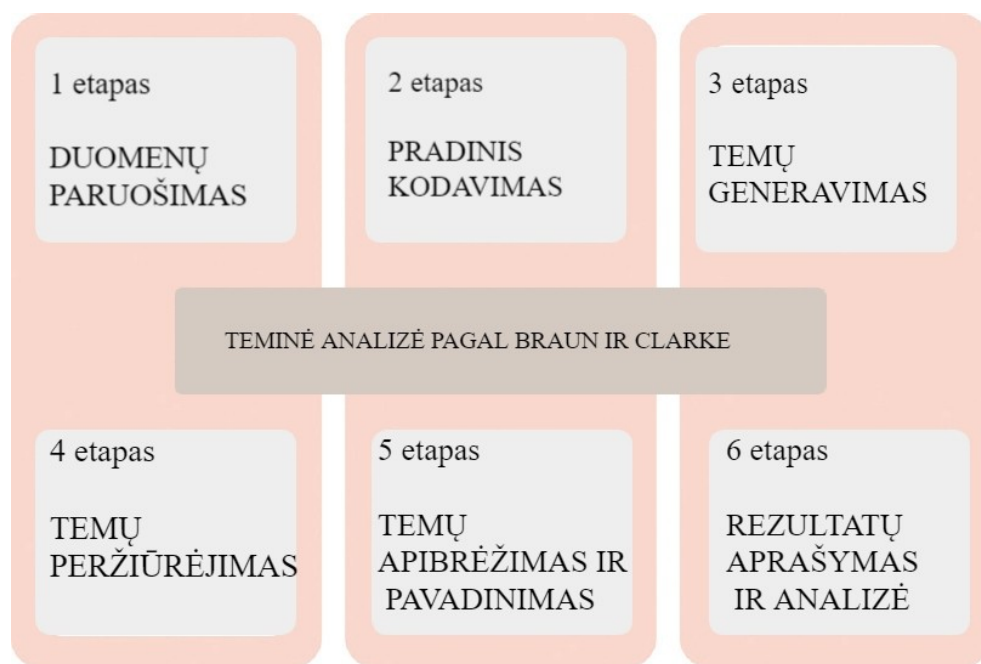 1 etapas
DUOMENŲ
PARUOŠIMAS
2 etapas
PRADINIS
KODAVIMAS
3 etapas
TEMŲ
GENERAVIMAS
TEMINĖ ANALIZĖ PAGAL BRAUN IR CLARKE
4 etapas
TEMŲ
PERŽIŪRĖJIMAS
5 etapas
TEMŲ
APIBRĖŽIMAS IR
PAVADINIMAS
6 etapas
REZULTATŲ
APRAŠYMAS
IR ANALIZĖ